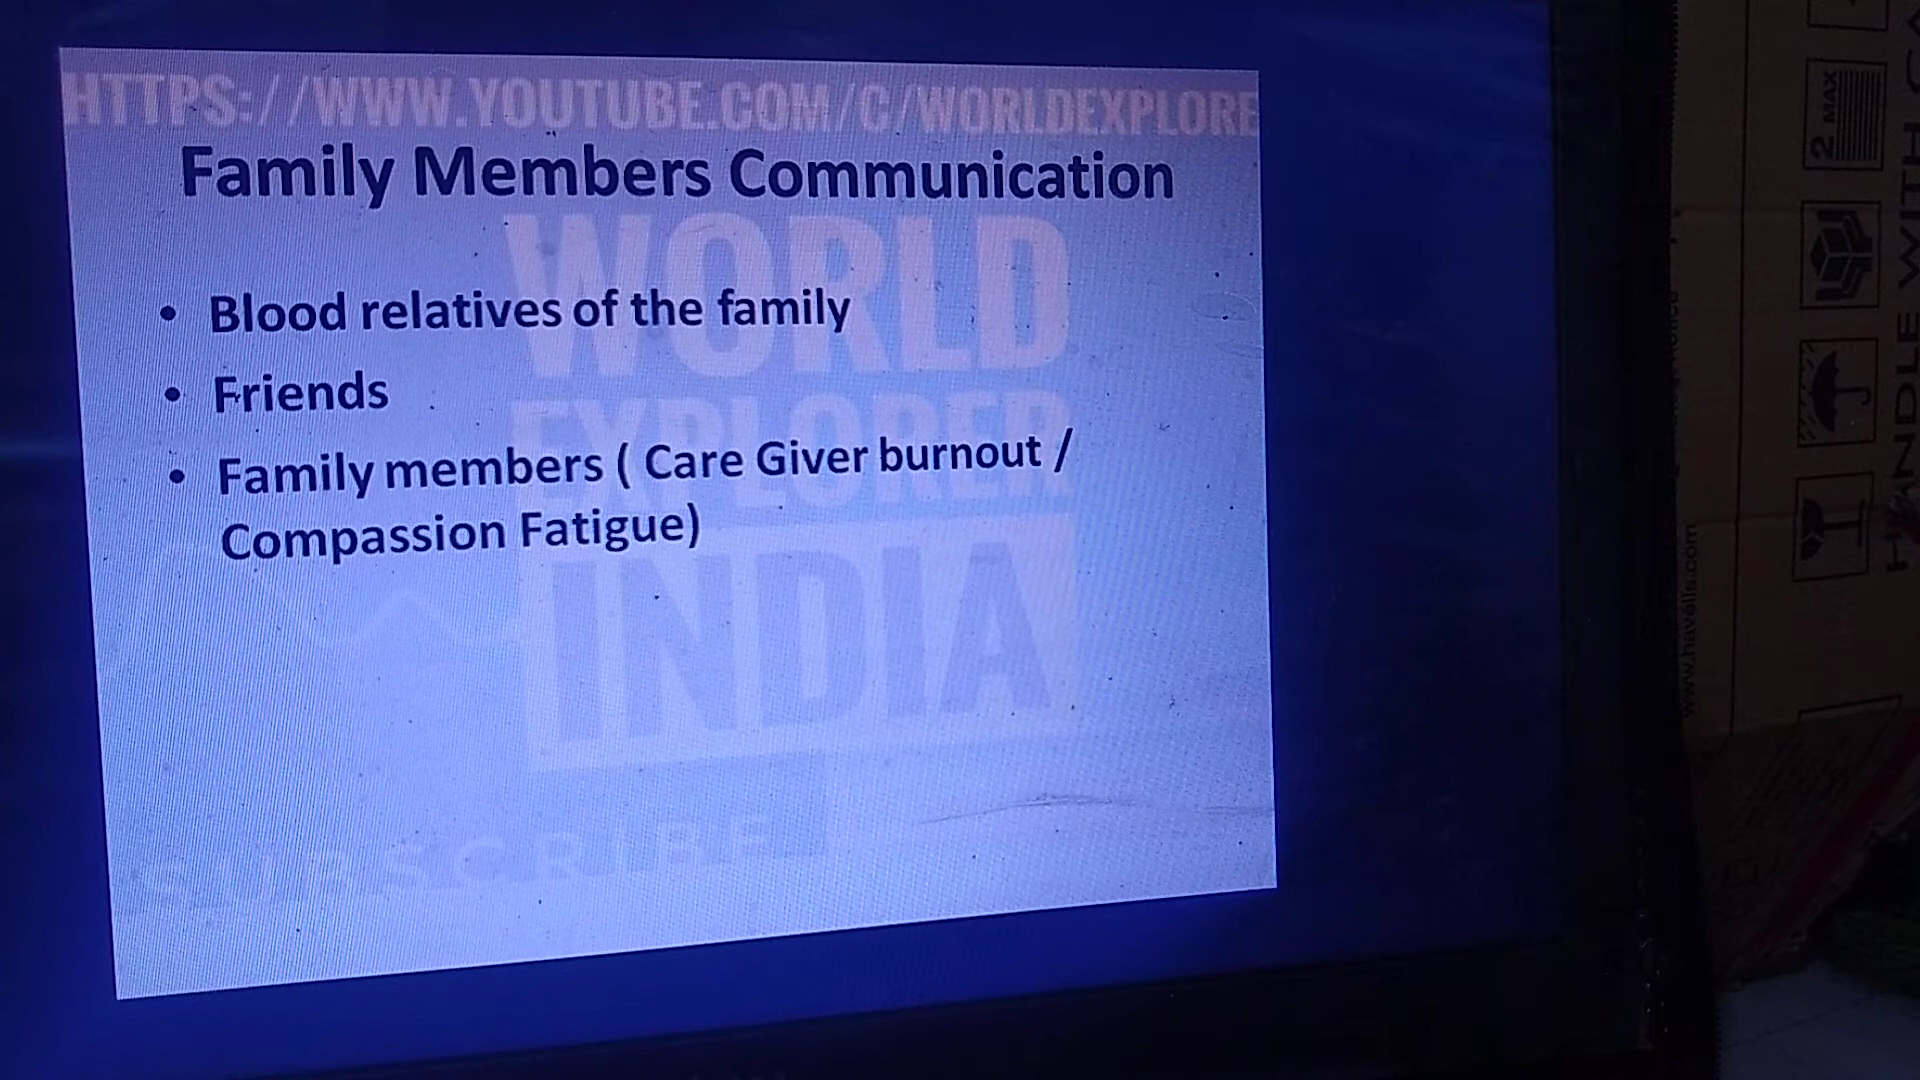 HTTPS://WWW.YOUTUBE.COM/C/WORLDEXPLORE
Family Members Communication
WORLD
EXPLORER
INDIA
• Blood relatives of the family
• Friends
• Family members ( Care Giver burnout /
Compassion Fatigue)
SUBSCRIBE
2 MAX
HANDLE WITH
www.havells.com